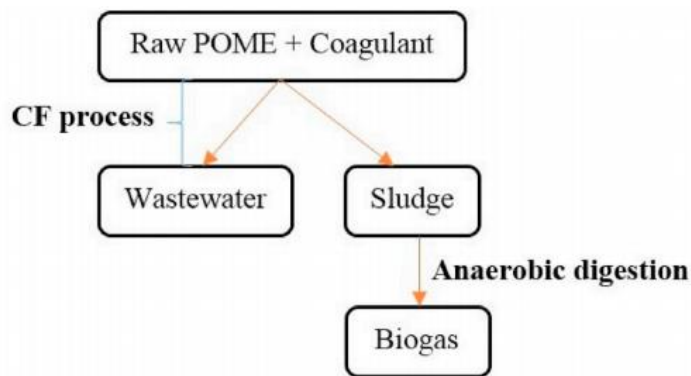 Raw POME + Coagulant
CF process
Wastewater
Sludge
Anaerobic digestion
Biogas